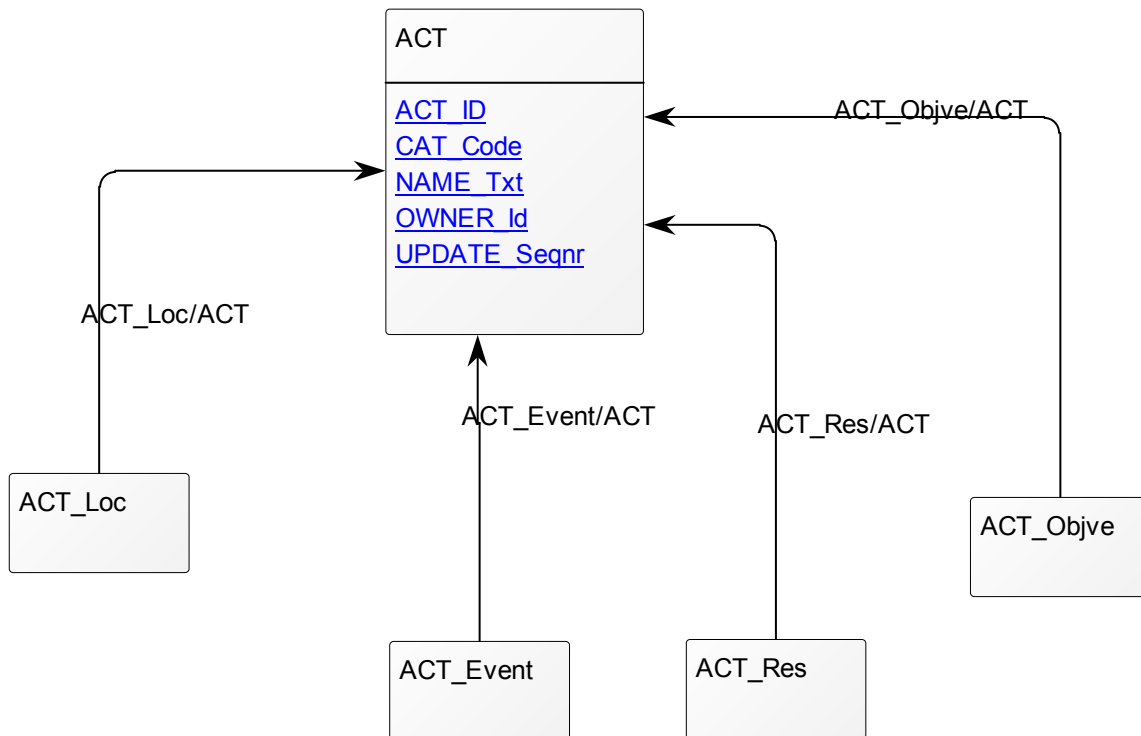 ACT
ACT_ID
CAT_Code
NAME_Txt
OWNER_Id
UPDATE_Seqnr
ACT_Objve/ACT
ACT_Loc/ACT
ACT_Event/ACT
ACT_Res/ACT
ACT_Loc
ACT_Objve
ACT_Event
ACT_Res